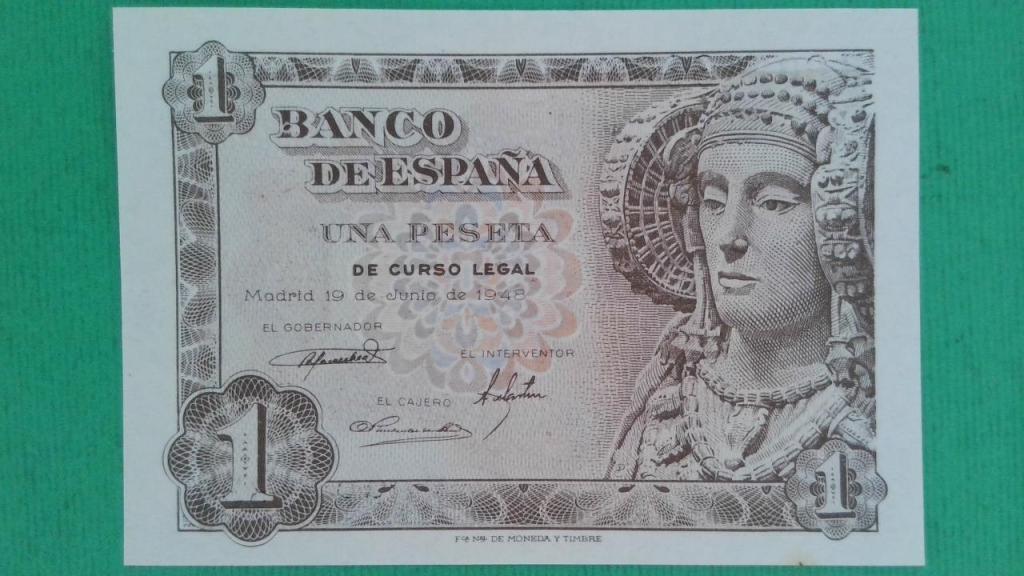 1
BANCO
DE ESPAÑA
UNA PESETA
DE CURSO LEGAL
Madrid 19 de Junio de 1948
EL GOBERNADOR
EL INTERVENTOR
EL CAJERO
1
1
Fca. Nal. DE MONEDA Y TIMBRE